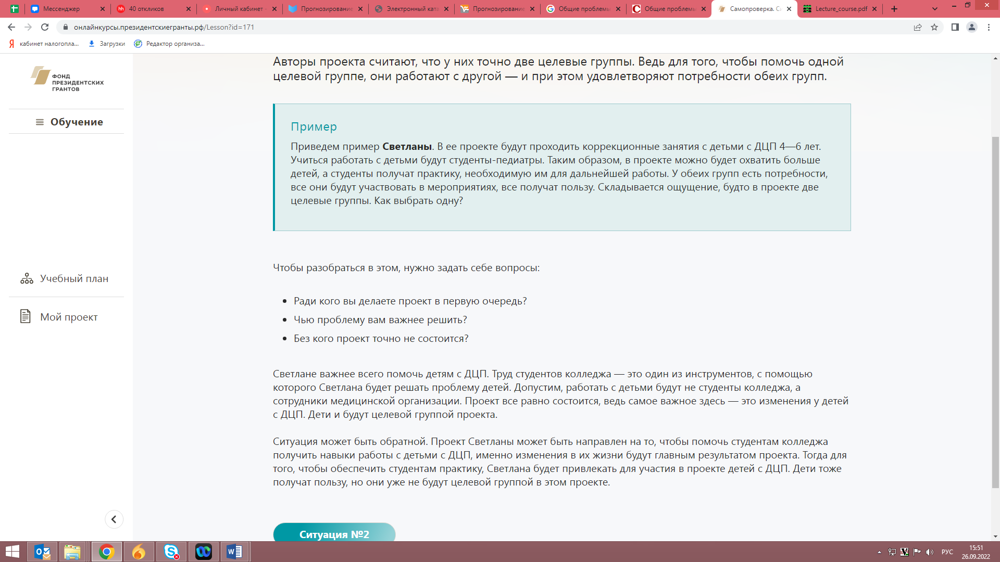 Мессенджер
40 откликов
Личный кабинет
Прогнозирование
Электронный ката
Прогнозирование
Общие проблемы
Общие проблемы
Самопроверка. Си
Lecture_course.pdf
онлайнкурсы.президентскиегранты.рф/Lesson?id=171
кабинет налогопла...
Загрузки
Редактор организа...
ФОНД
ПРЕЗИДЕНТСКИХ
ГРАНТОВ
Обучение
Учебный план
Мой проект
Авторы проекта считают, что у них точно две целевые группы. Ведь для того, чтобы помочь одной
целевой группе, они работают с другой — и при этом удовлетворяют потребности обеих групп.
Пример
Приведем пример Светланы. В ее проекте будут проходить коррекционные занятия с детьми с ДЦП 4—6 лет.
Учиться работать с детьми будут студенты-педиатры. Таким образом, в проекте можно будет охватить больше
детей, а студенты получат практику, необходимую им для дальнейшей работы. У обеих групп есть потребности,
все они будут участвовать в мероприятиях, все получат пользу. Складывается ощущение, будто в проекте две
целевые группы. Как выбрать одну?
Чтобы разобраться в этом, нужно задать себе вопросы:
Ради кого вы делаете проект в первую очередь?
Чью проблему вам важнее решить?
Без кого проект точно не состоится?
Светлане важнее всего помочь детям с ДЦП. Труд студентов колледжа — это один из инструментов, с помощью
которого Светлана будет решать проблему детей. Допустим, работать с детьми будут не студенты колледжа, а
сотрудники медицинской организации. Проект все равно состоится, ведь самое важное здесь — это изменения у детей
с ДЦП. Дети и будут целевой группой проекта.
Ситуация может быть обратной. Проект Светланы может быть направлен на то, чтобы помочь студентам колледжа
получить навыки работы с детьми с ДЦП, именно изменения в их жизни будут главным результатом проекта. Тогда для
того, чтобы обеспечить студентам практику, Светлана будет привлекать для участия в проекте детей с ДЦП. Дети тоже
получат пользу, но они уже не будут целевой группой в этом проекте.
Ситуация №2
РУС
15:51
26.09.2022